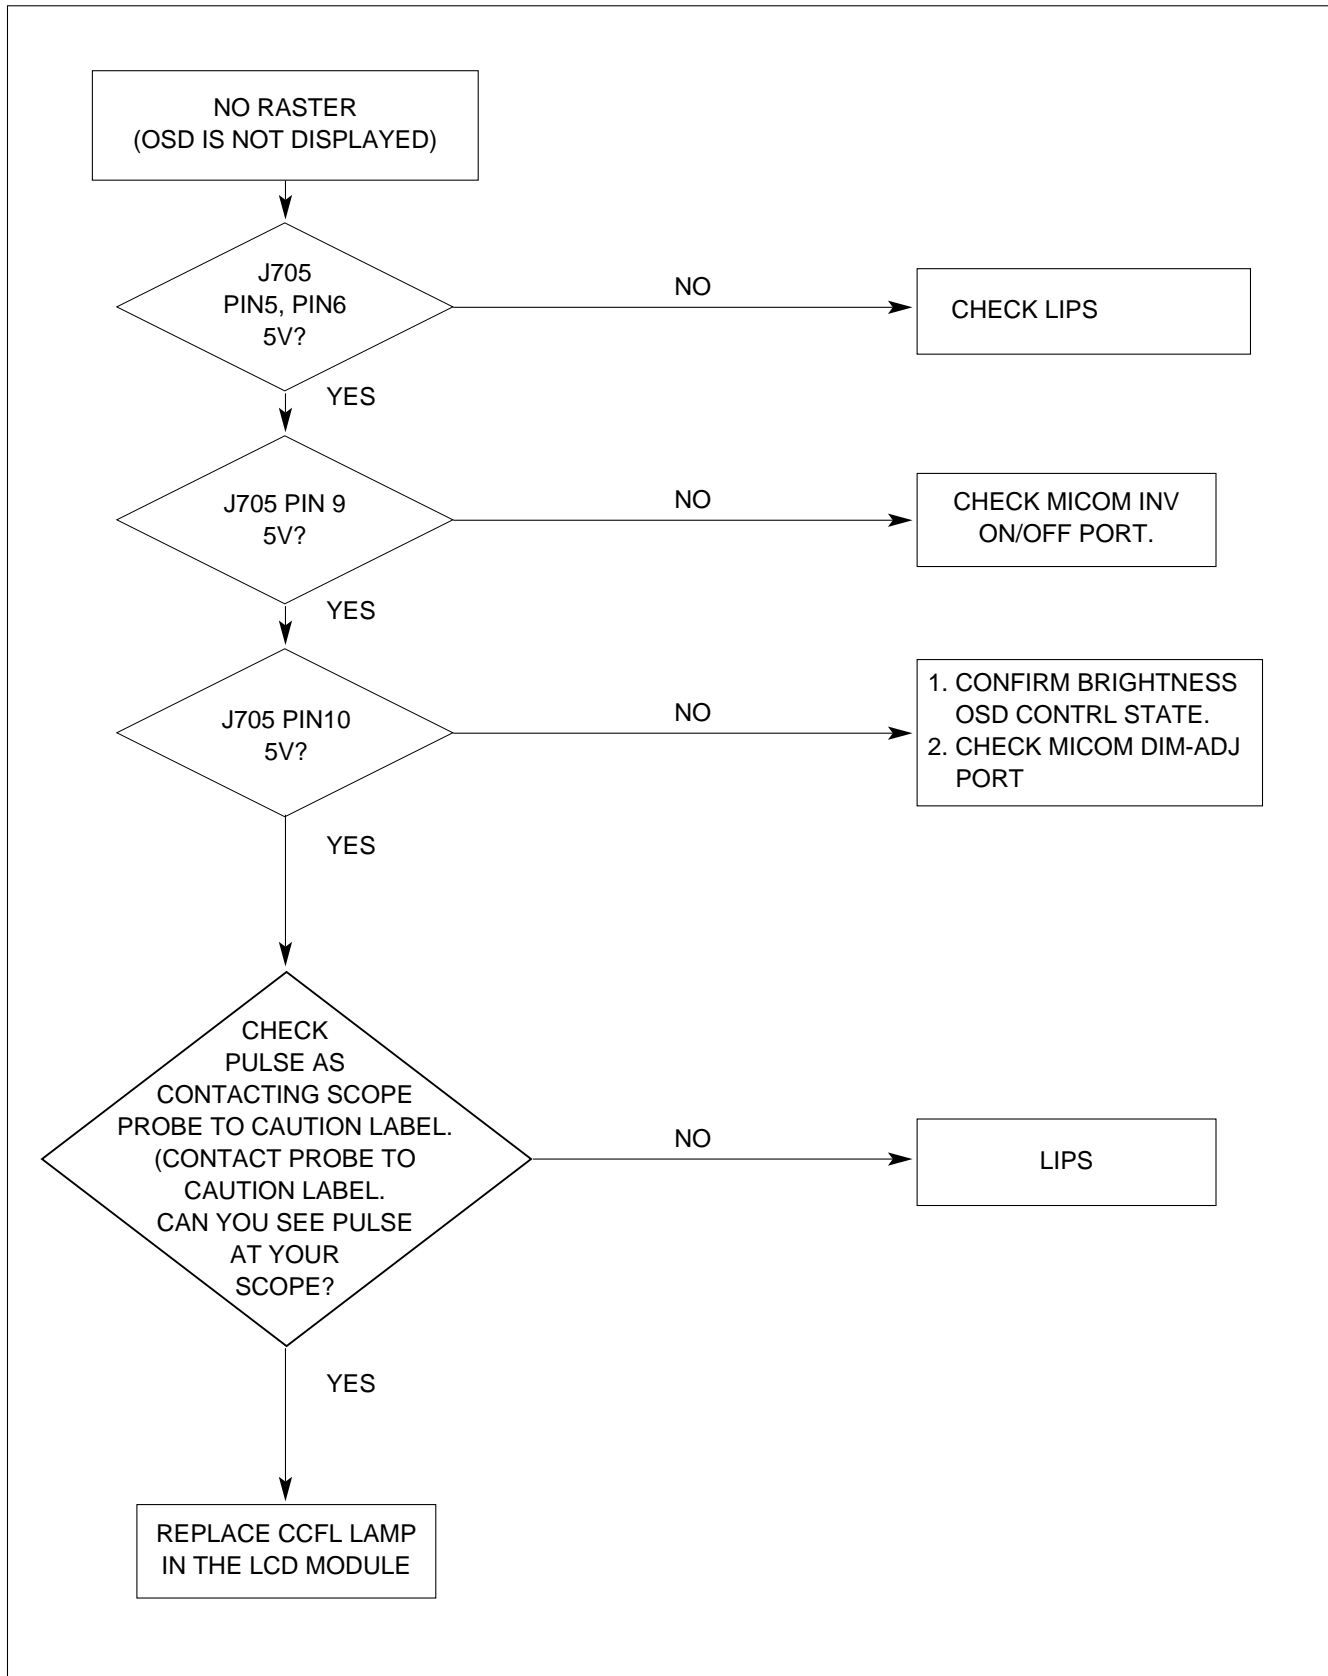 NO RASTER
(OSD IS NOT DISPLAYED)
J705
PIN5, PIN6
5V?
NO
CHECK LIPS
YES
J705 PIN 9
5V?
NO
CHECK MICOM INV
ON/OFF PORT.
YES
J705 PIN10
5V?
NO
1. CONFIRM BRIGHTNESS
OSD CONTRL STATE.
2. CHECK MICOM DIM-ADJ
PORT
YES
CHECK
PULSE AS
CONTACTING SCOPE
PROBE TO CAUTION LABEL.
(CONTACT PROBE TO
CAUTION LABEL.
CAN YOU SEE PULSE
AT YOUR
SCOPE?
NO
LIPS
YES
REPLACE CCFL LAMP
IN THE LCD MODULE